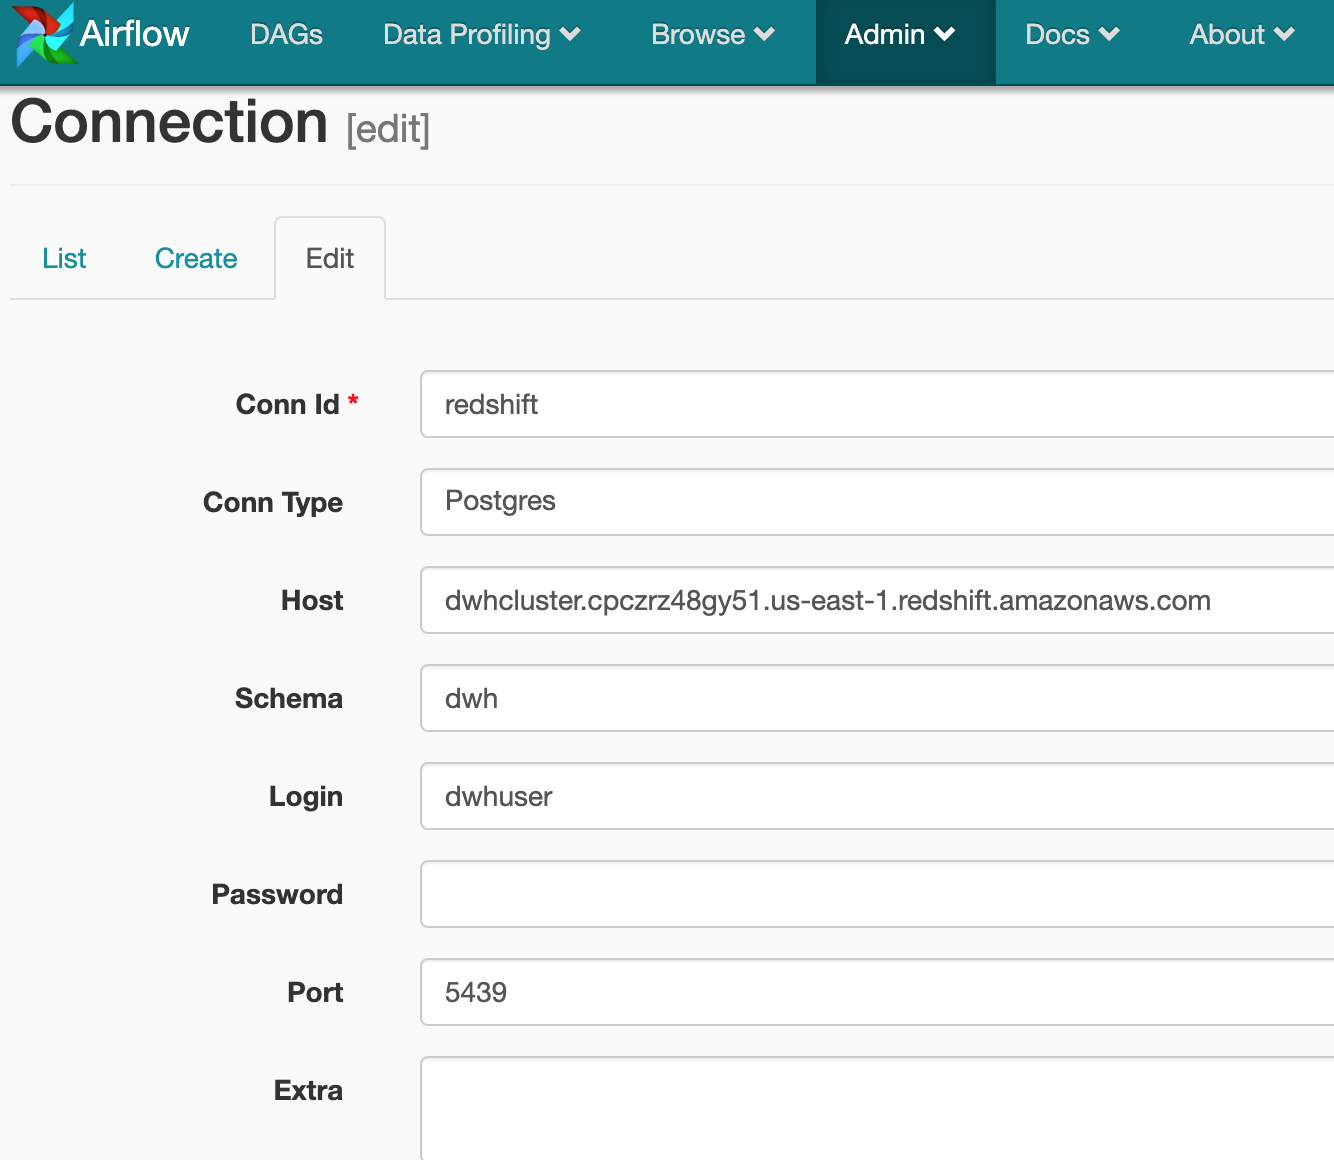 Airflow DAGs Data Profiling Browse Admin Docs About
Connection [edit]
List Create Edit
Conn Id * redshift
Conn Type Postgres
Host dwhcluster.cpczrz48gy51.us-east-1.redshift.amazonaws.com
Schema dwh
Login dwhuser
Password
Port 5439
Extra